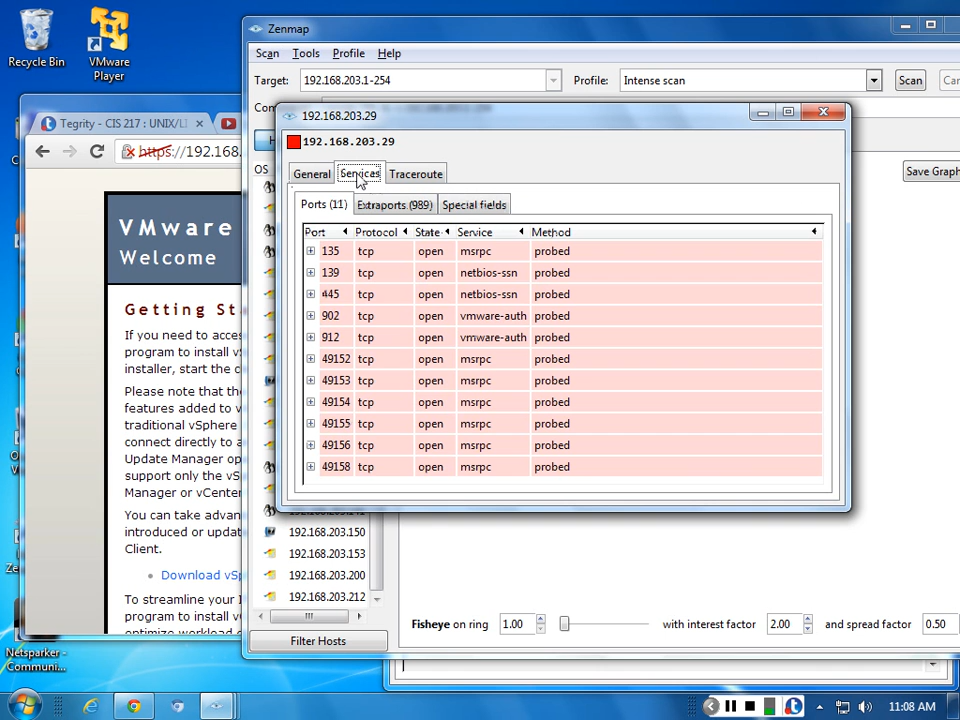 Recycle Bin
VMware
Player
Zenmap
Scan Tools Profile Help
Target: 192.168.203.1-254 Profile: Intense scan Scan
192.168.203.29
192.168.203.29
General Services Traceroute
Ports (11) Extraports (989) Special fields
Port Protocol State Service Method
135 tcp open msrpc probed
139 tcp open netbios-ssn probed
445 tcp open netbios-ssn probed
902 tcp open vmware-auth probed
912 tcp open vmware-auth probed
49152 tcp open msrpc probed
49153 tcp open msrpc probed
49154 tcp open msrpc probed
49155 tcp open msrpc probed
49156 tcp open msrpc probed
49158 tcp open msrpc probed
OS
Save Graph
192.168.203.150
192.168.203.153
192.168.203.200
192.168.203.212
Filter Hosts
Fisheye on ring 1.00 with interest factor 2.00 and spread factor 0.50
Tegrity - CIS 217 : UNIX/LI
https://192.168.
VMware
Welcome
Getting St
If you need to acces
program to install vS
installer, start the d
Please note that the
features added to v
traditional vSphere
connect directly to a
Update Manager op
support only the vS
Manager or vCenter
You can take advan
introduced or updat
Client.
Download vSp
To streamline your I
program to install v
optimize workload
Netsparker -
Communi...
11:08 AM